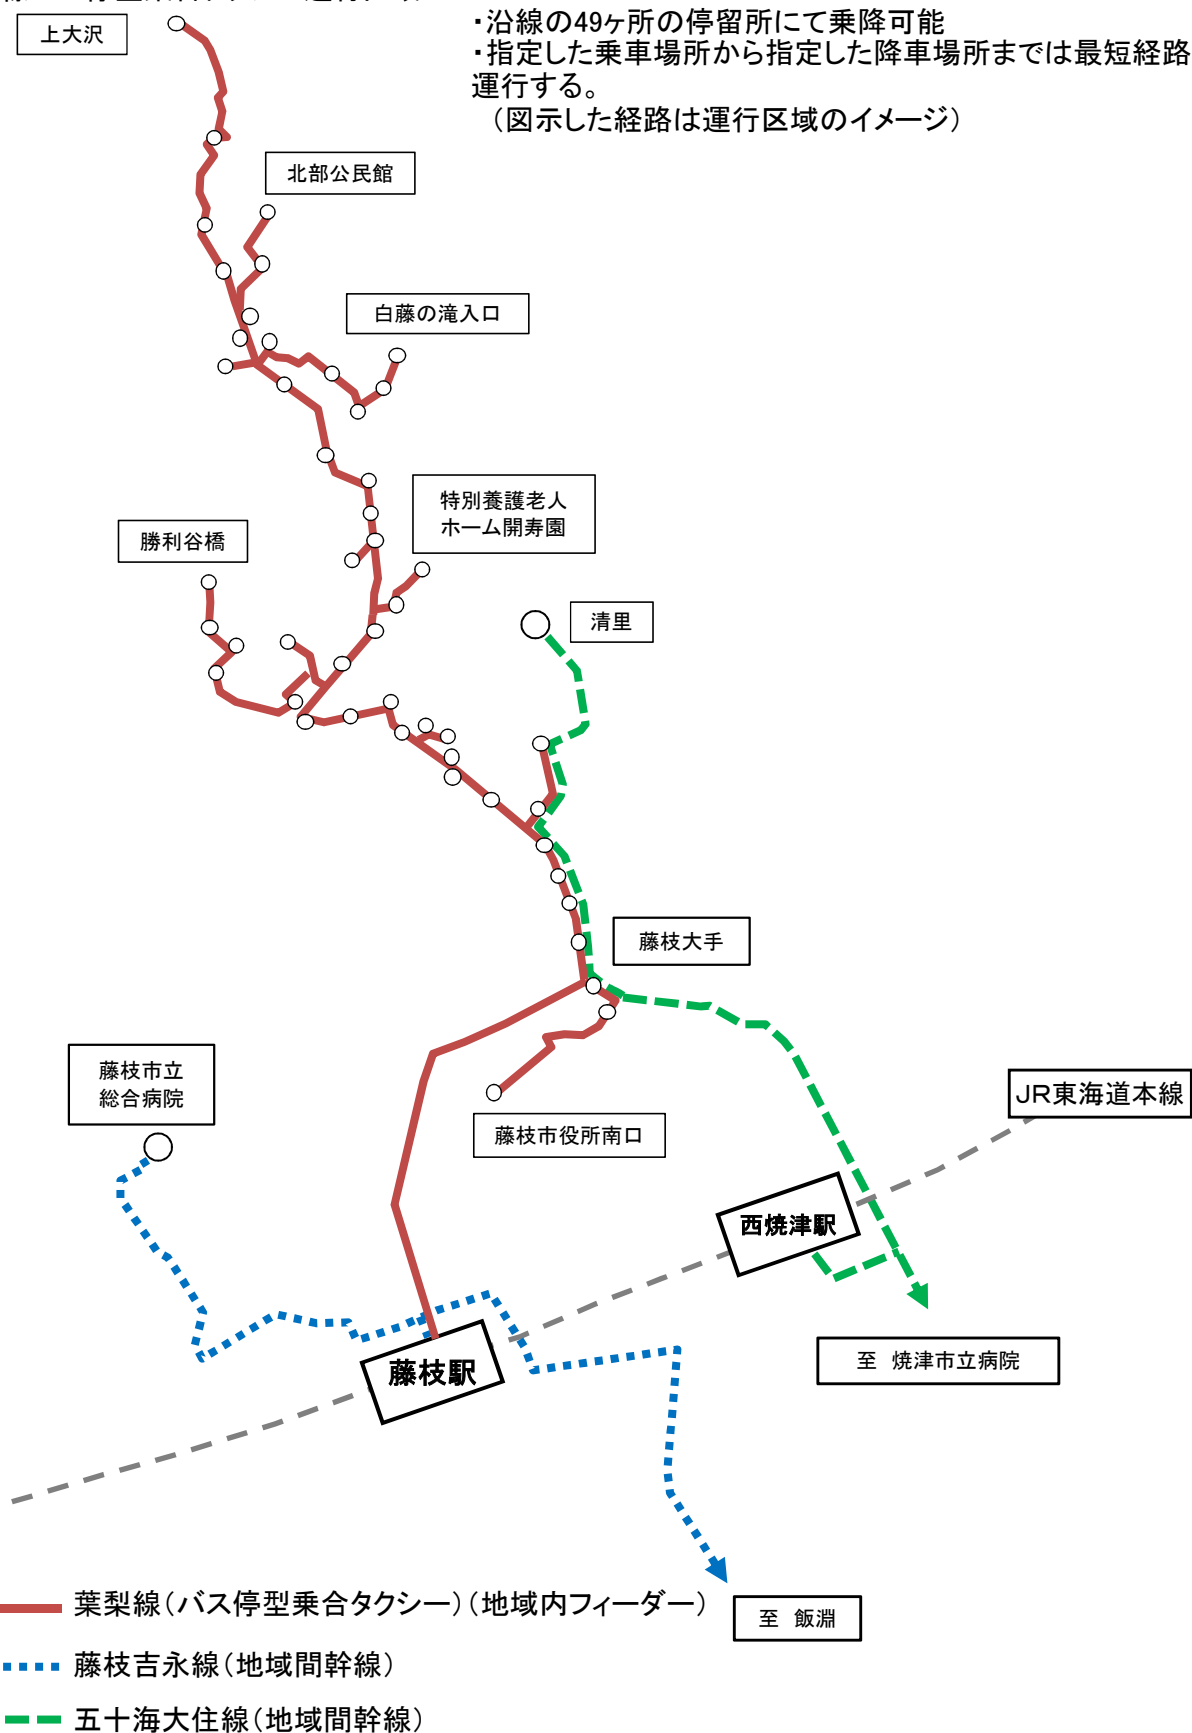 上大沢
・沿線の49ヶ所の停留所にて乗降可能
・指定した乗車場所から指定した降車場所までは最短経路
運行する。
（図示した経路は運行区域のイメージ）
北部公民館
白藤の滝入口
特別養護老人
ホーム開寿園
勝利谷橋
清里
藤枝大手
藤枝市立
総合病院
JR東海道本線
藤枝市役所南口
西焼津駅
至　焼津市立病院
藤枝駅
葉梨線（バス停型乗合タクシー）（地域内フィーダー）
至　飯淵
藤枝吉永線（地域間幹線）
五十海大住線（地域間幹線）